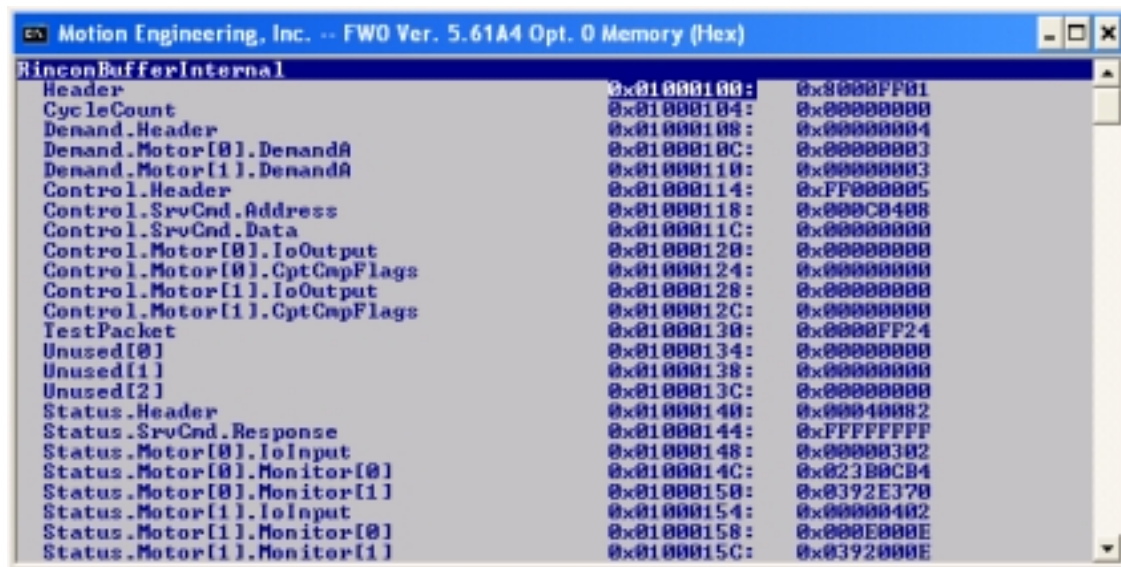 Motion Engineering, Inc. -- FW0 Ver. 5.61A4 Opt. 0 Memory (Hex)
RinconBufferInternal
Header 0x01000100: 0x8000FF01
CycleCount 0x01000104: 0x00000000
Demand.Header 0x01000108: 0x00000004
Demand.Motor[0].DemandA 0x0100010C: 0x00000003
Demand.Motor[1].DemandA 0x01000110: 0x00000003
Control.Header 0x01000114: 0xFF000005
Control.SrvCmd.Address 0x01000118: 0x000C0408
Control.SrvCmd.Data 0x0100011C: 0x00000000
Control.Motor[0].IoOutput 0x01000120: 0x00000000
Control.Motor[0].CptCmpFlags 0x01000124: 0x00000000
Control.Motor[1].IoOutput 0x01000128: 0x00000000
Control.Motor[1].CptCmpFlags 0x0100012C: 0x00000000
TestPacket 0x01000130: 0x0000FF24
Unused[0] 0x01000134: 0x00000000
Unused[1] 0x01000138: 0x00000000
Unused[2] 0x0100013C: 0x00000000
Status.Header 0x01000140: 0x00040082
Status.SrvCmd.Response 0x01000144: 0xFFFFFFFF
Status.Motor[0].IoInput 0x01000148: 0x00000302
Status.Motor[0].Monitor[0] 0x0100014C: 0x023B0CB4
Status.Motor[0].Monitor[1] 0x01000150: 0x0392E370
Status.Motor[1].IoInput 0x01000154: 0x00000402
Status.Motor[1].Monitor[0] 0x01000158: 0x000E000E
Status.Motor[1].Monitor[1] 0x0100015C: 0x0392000E